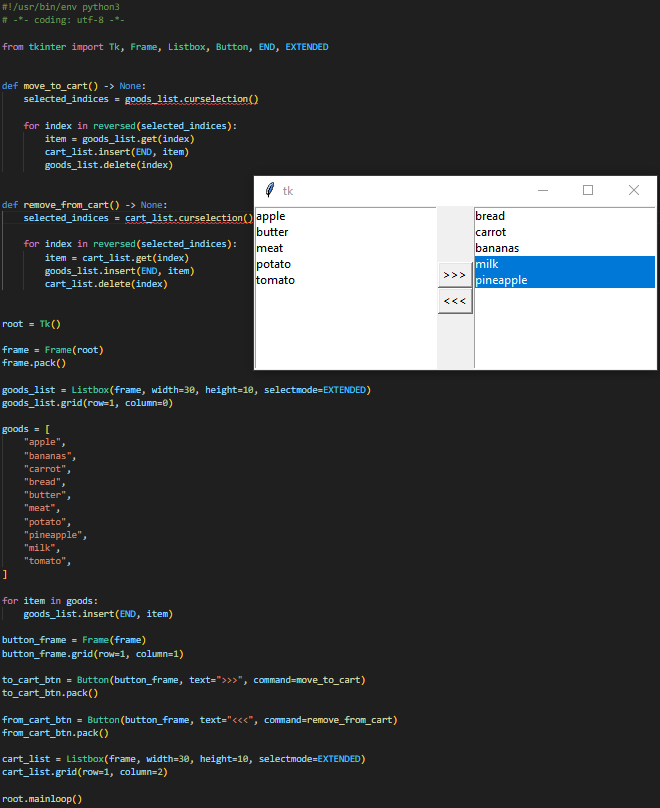 #!/usr/bin/env python3
# -*- coding: utf-8 -*-

from tkinter import Tk, Frame, Listbox, Button, END, EXTENDED


def move_to_cart() -> None:
    selected_indices = goods_list.curselection()

    for index in reversed(selected_indices):
        item = goods_list.get(index)
        cart_list.insert(END, item)
        goods_list.delete(index)


def remove_from_cart() -> None:
    selected_indices = cart_list.curselection()

    for index in reversed(selected_indices):
        item = cart_list.get(index)
        goods_list.insert(END, item)
        cart_list.delete(index)


root = Tk()

frame = Frame(root)
frame.pack()

goods_list = Listbox(frame, width=30, height=10, selectmode=EXTENDED)
goods_list.grid(row=1, column=0)

goods = [
    "apple",
    "bananas",
    "carrot",
    "bread",
    "butter",
    "meat",
    "potato",
    "pineapple",
    "milk",
    "tomato",
]

for item in goods:
    goods_list.insert(END, item)

button_frame = Frame(frame)
button_frame.grid(row=1, column=1)

to_cart_btn = Button(button_frame, text=">>>", command=move_to_cart)
to_cart_btn.pack()

from_cart_btn = Button(button_frame, text="<<<", command=remove_from_cart)
from_cart_btn.pack()

cart_list = Listbox(frame, width=30, height=10, selectmode=EXTENDED)
cart_list.grid(row=1, column=2)

root.mainloop()
tk
apple
butter
meat
potato
tomato
>>>
<<<
bread
carrot
bananas
milk
pineapple